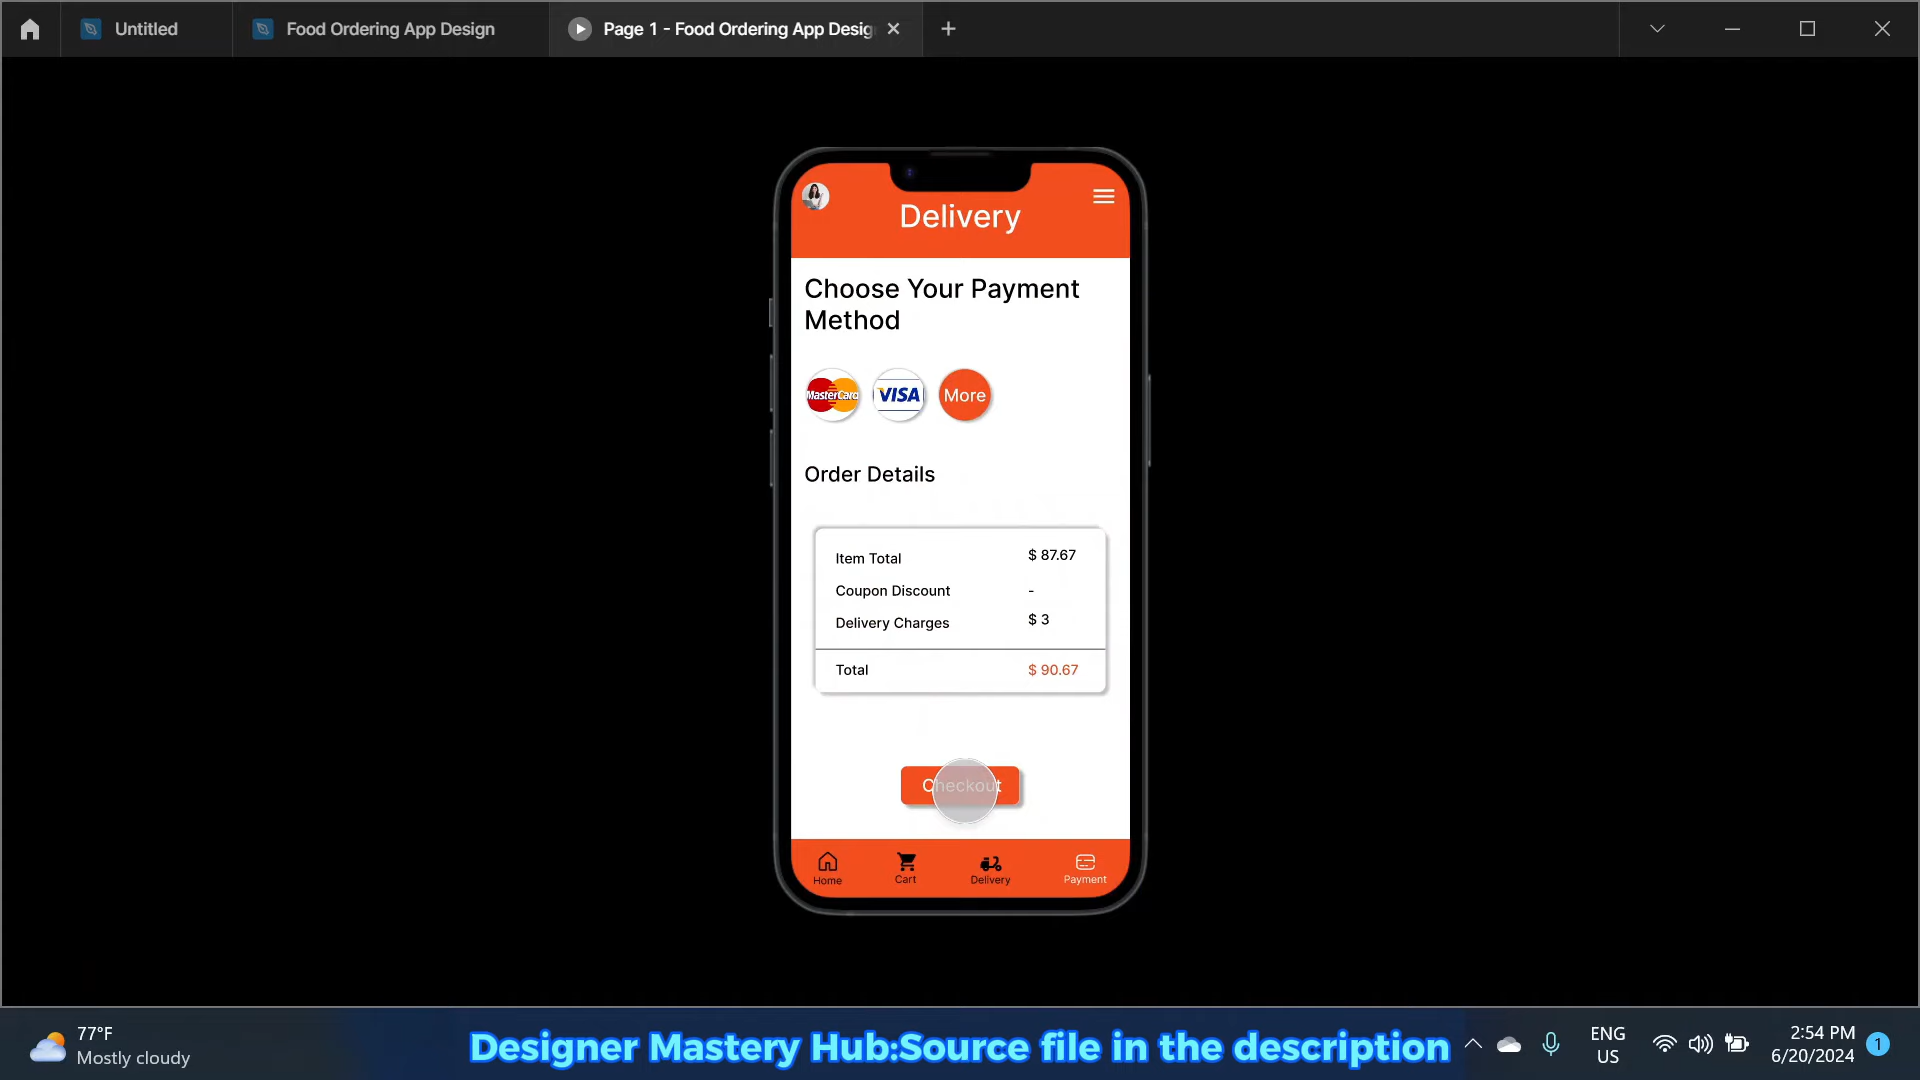 Untitled
Food Ordering App Design
Page 1 - Food Ordering App Desig
Delivery
Choose Your Payment
Method
MasterCard
VISA
More
Order Details
Item Total $ 87.67
Coupon Discount -
Delivery Charges $ 3
Total $ 90.67
Checkout
Home Cart Delivery Payment
77°F
Mostly cloudy
Designer Mastery Hub:Source file in the description
ENG
US
2:54 PM
6/20/2024
1